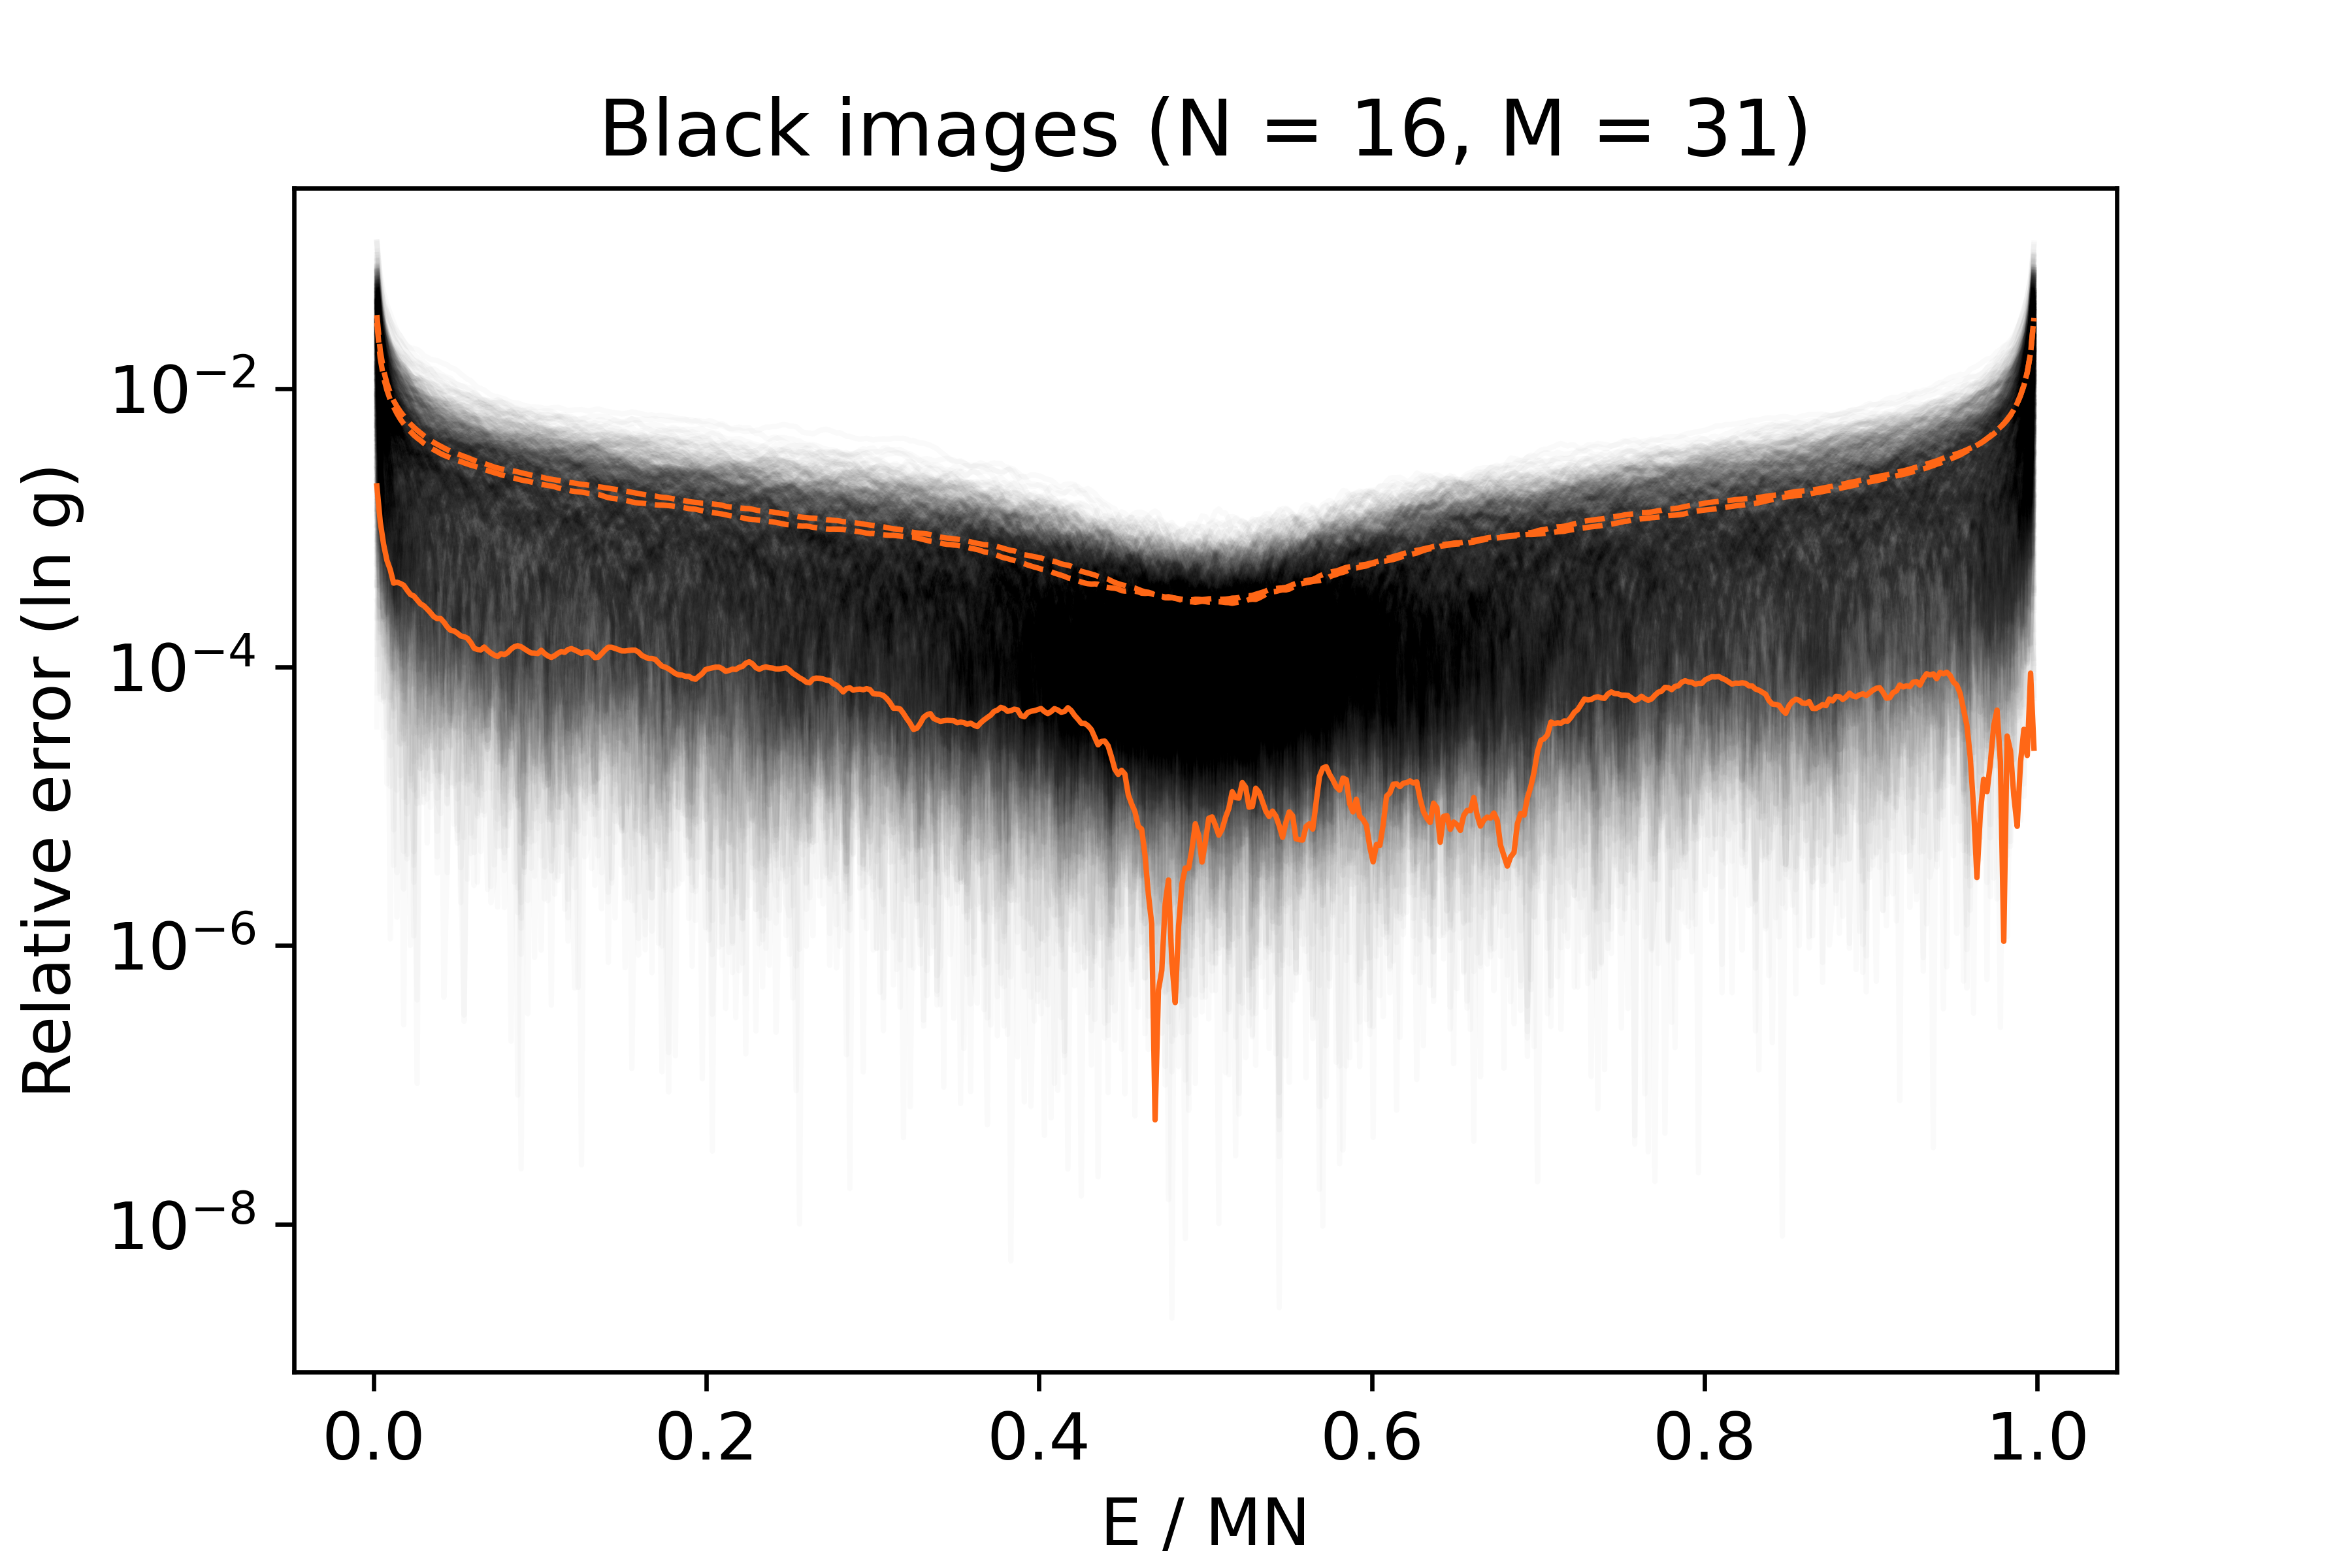 Black images (N = 16, M = 31)
Relative error (ln g)
10⁻²
10⁻⁴
10⁻⁶
10⁻⁸
0.0 0.2 0.4 0.6 0.8 1.0
E / MN